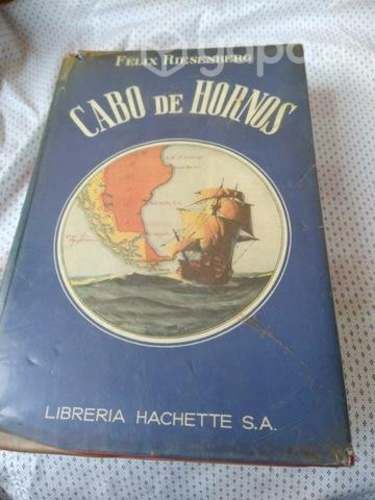 FELIX RIESENBERG
CABO DE HORNOS
LIBRERIA HACHETTE S.A.